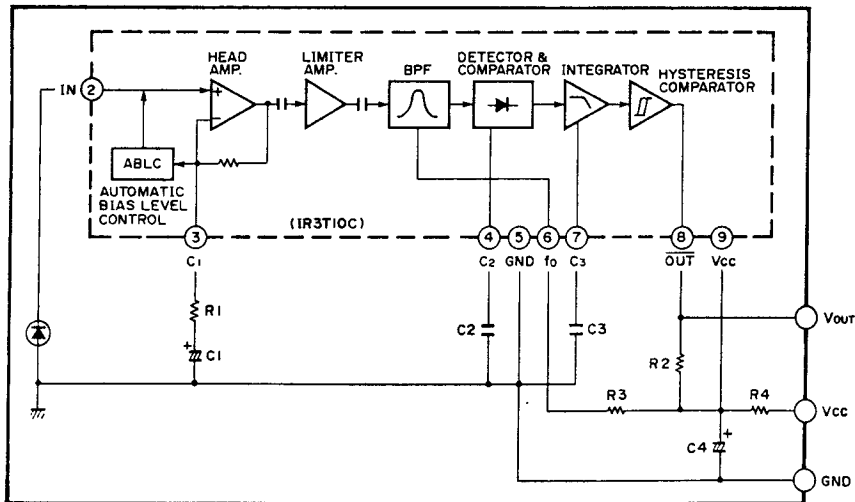 HEAD
AMP.
LIMITER
AMP.
BPF
DETECTOR &
COMPARATOR
INTEGRATOR
HYSTERESIS
COMPARATOR
IN 2
+
−
ABLC
AUTOMATIC
BIAS LEVEL
CONTROL
(IR3T10C)
3 4 5 6 7 8 9
C1 C2 GND fo C3 OUT Vcc
R1
+ C1
C2
C3
VOUT
R2
R3
R4
Vcc
C4 +
GND